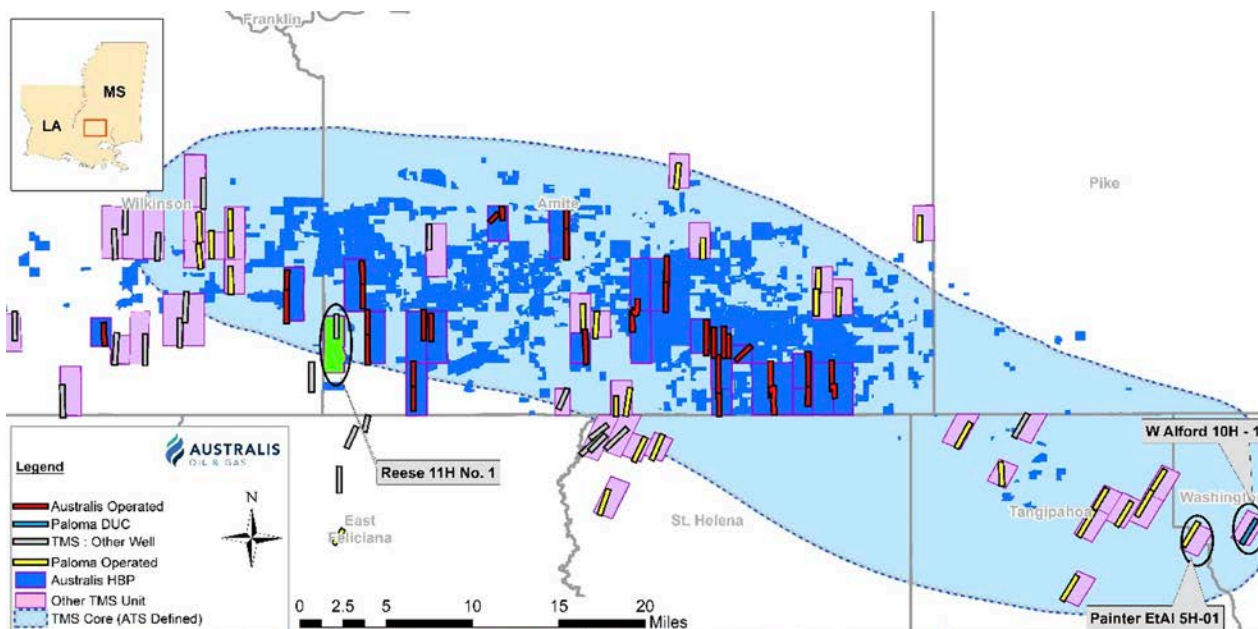 Franklin
MS
LA
Wilkinson
Amite
Pike
AUSTRALIS
OIL & GAS
Legend
Australis Operated
Paloma DUC
TMS : Other Well
Paloma Operated
Australis HBP
Other TMS Unit
TMS Core (ATS Defined)
N
Reese 11H No. 1
East
Feliciana
St. Helena
Tangipahoa
Washington
W Alford 10H - 1
Painter EtAl 5H-01
0 2.5 5 10 15 20
Miles